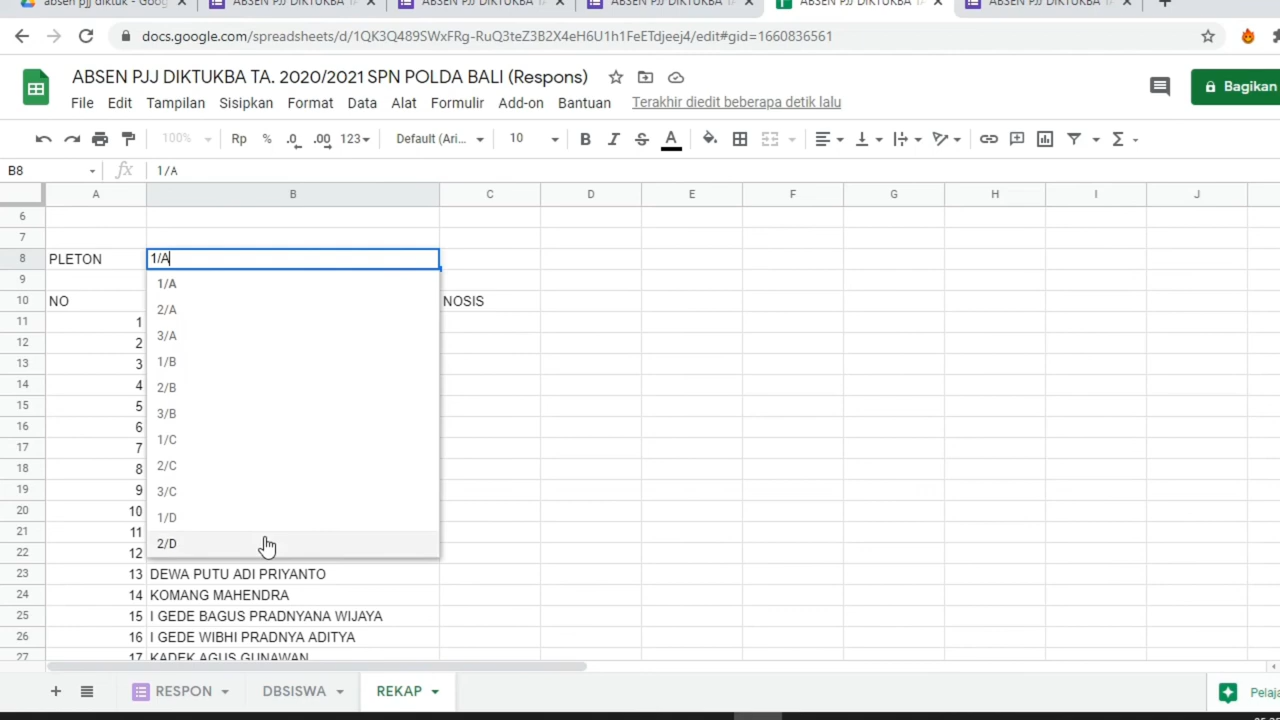 absen pjj diktuk - Goog
ABSEN PJJ DIKTUKBA TA
ABSEN PJJ DIKTUKBA TA
ABSEN PJJ DIKTUKBA TA
ABSEN PJJ DIKTUKBA TA
ABSEN PJJ DIKTUKBA TA
docs.google.com/spreadsheets/d/1QK3Q489SWxFRg-RuQ3teZ3B2X4eH6U1h1FeETdjeej4/edit#gid=1660836561
ABSEN PJJ DIKTUKBA TA. 2020/2021 SPN POLDA BALI (Respons)
File Edit Tampilan Sisipkan Format Data Alat Formulir Add-on Bantuan Terakhir diedit beberapa detik lalu
Bagikan
100% Rp % .0 .00 123 Default (Ari... 10 B I S A
B8 fx 1/A
A B C D E F G H I J
6
7
8 PLETON 1/A
9 1/A
10 NO NOSIS
2/A
11 1
3/A
12 2
1/B
13 3
2/B
14 4
3/B
15 5
1/C
16 6
2/C
17 7
3/C
18 8
1/D
19 9
2/D
20 10
21 11
22 12
23 13 DEWA PUTU ADI PRIYANTO
24 14 KOMANG MAHENDRA
25 15 I GEDE BAGUS PRADNYANA WIJAYA
26 16 I GEDE WIBHI PRADNYA ADITYA
27 17 KADEK AGUS GUNAWAN
RESPON DBSISWA REKAP
Pelaja